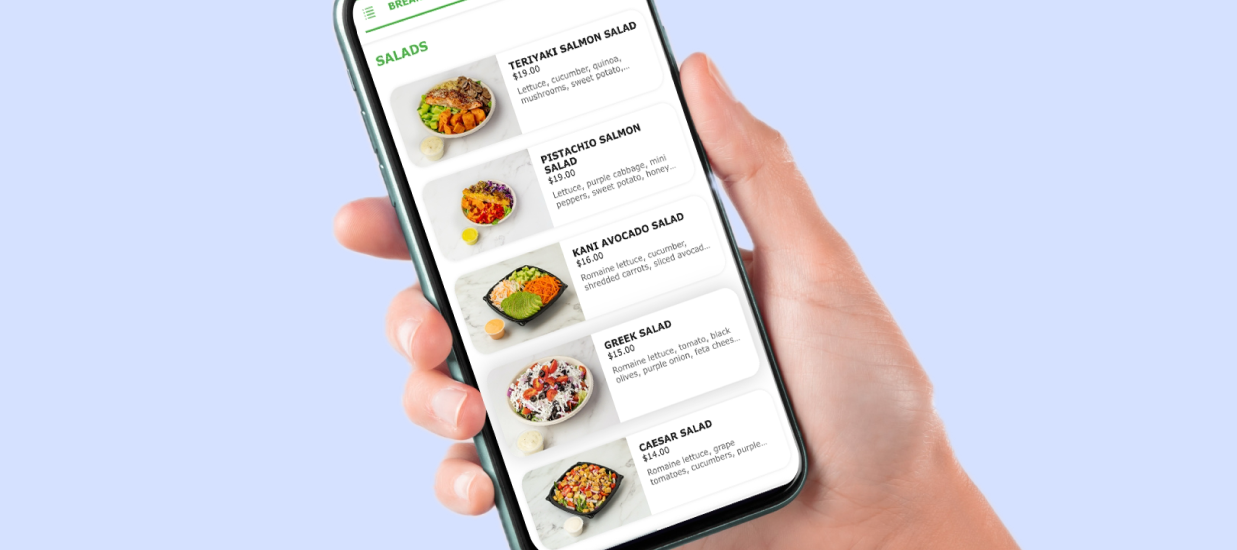 SALADS
TERIYAKI SALMON SALAD
$19.00
Lettuce, cucumber, quinoa,
mushrooms, sweet potato,...
PISTACHIO SALMON
SALAD
$19.00
Lettuce, purple cabbage, mini
peppers, sweet potato, honey...
KANI AVOCADO SALAD
$16.00
Romaine lettuce, cucumber,
shredded carrots, sliced avocad...
GREEK SALAD
$15.00
Romaine lettuce, tomato, black
olives, purple onion, feta chees...
CAESAR SALAD
$14.00
Romaine lettuce, grape
tomatoes, cucumbers, purple...